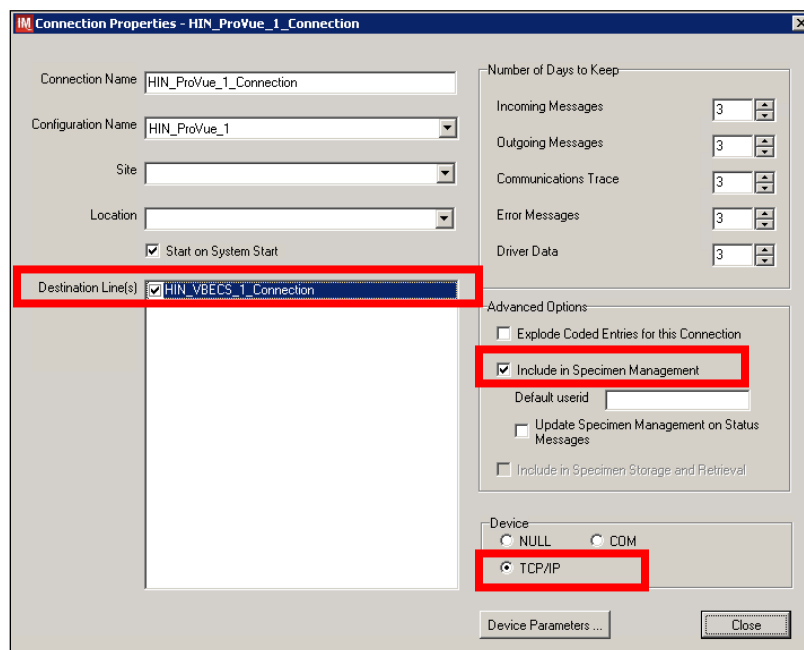 IM Connection Properties - HIN_ProVue_1_Connection
Connection Name HIN_ProVue_1_Connection
Configuration Name HIN_ProVue_1
Site
Location
Start on System Start
Destination Line(s) HIN_VBECS_1_Connection
Number of Days to Keep
Incoming Messages 3
Outgoing Messages 3
Communications Trace 3
Error Messages 3
Driver Data 3
Advanced Options
Explode Coded Entries for this Connection
Include in Specimen Management
Default userid
Update Specimen Management on Status
Messages
Include in Specimen Storage and Retrieval
Device
NULL COM
TCP/IP
Device Parameters ... Close